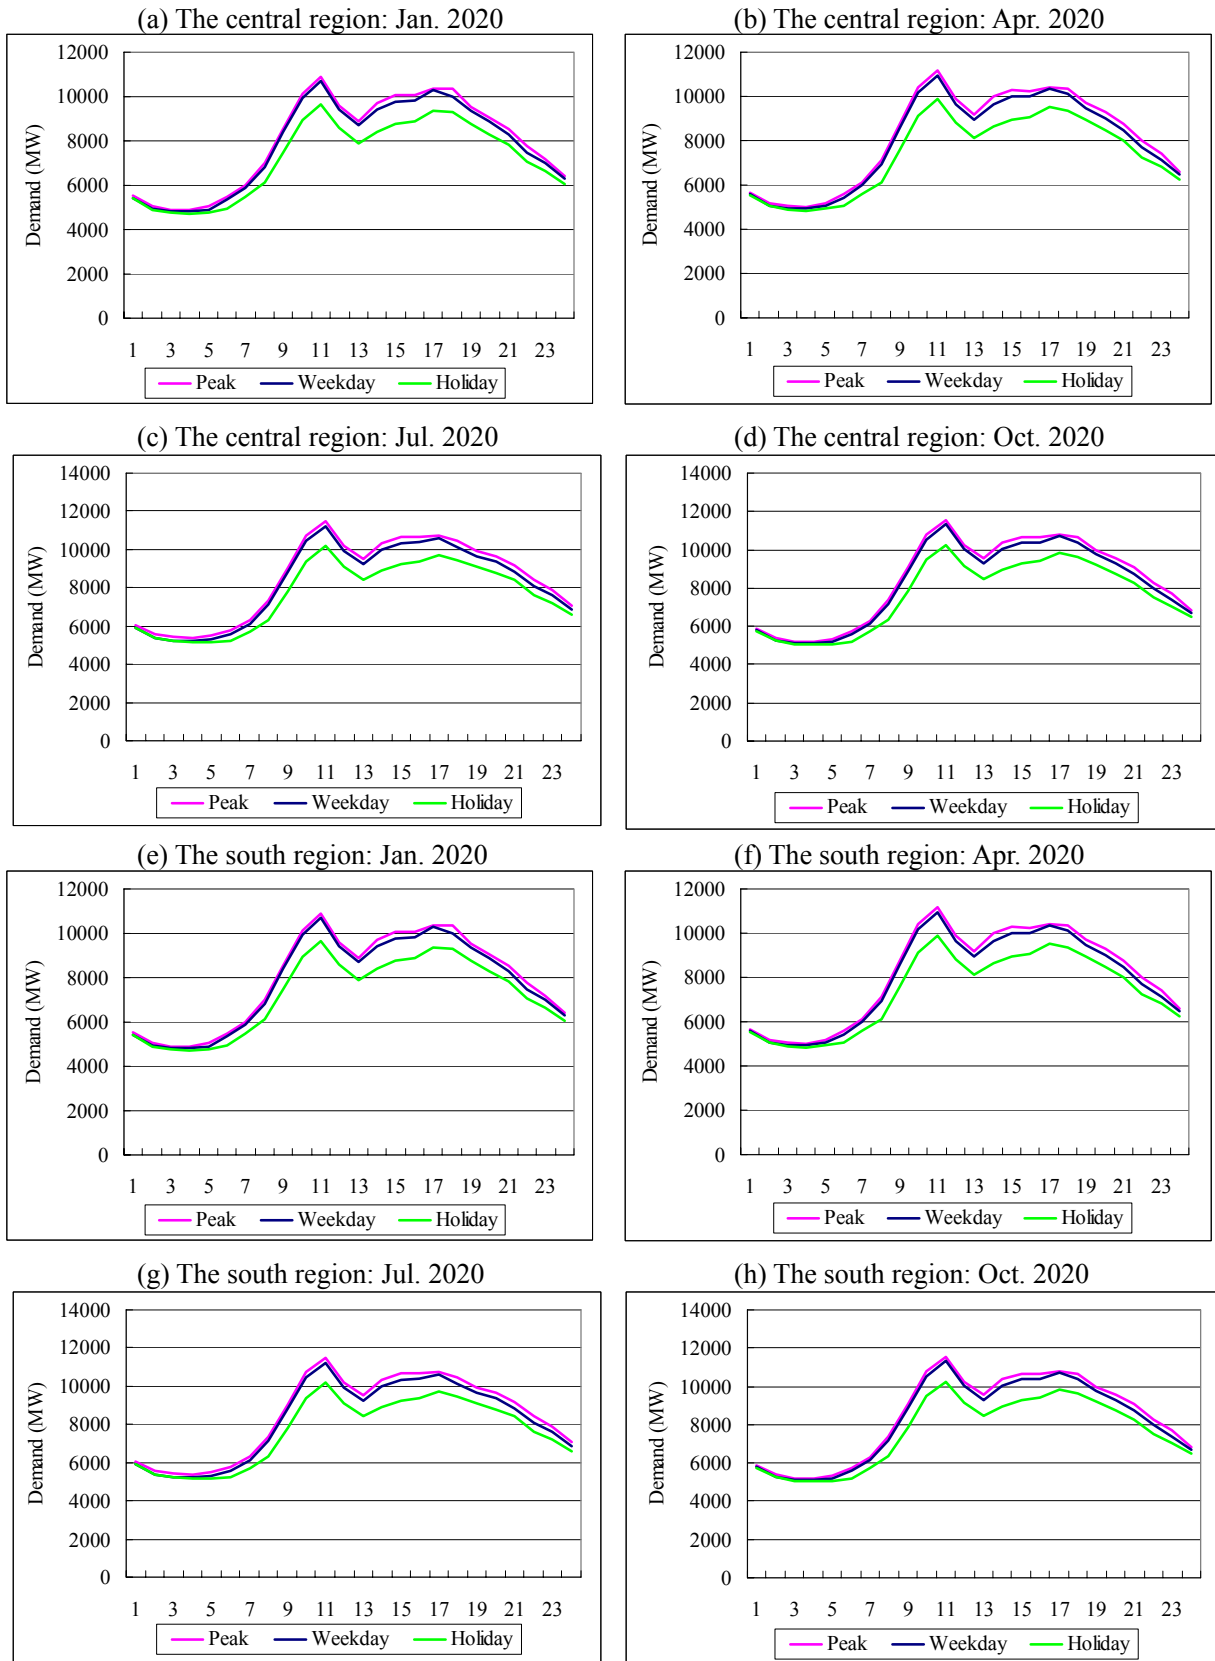 (a) The central region: Jan. 2020
12000
10000
8000
6000
4000
2000
0
Demand (MW)
1 3 5 7 9 11 13 15 17 19 21 23
Peak Weekday Holiday
(b) The central region: Apr. 2020
12000
10000
8000
6000
4000
2000
0
Demand (MW)
1 3 5 7 9 11 13 15 17 19 21 23
Peak Weekday Holiday
(c) The central region: Jul. 2020
14000
12000
10000
8000
6000
4000
2000
0
Demand (MW)
1 3 5 7 9 11 13 15 17 19 21 23
Peak Weekday Holiday
(d) The central region: Oct. 2020
14000
12000
10000
8000
6000
4000
2000
0
Demand (MW)
1 3 5 7 9 11 13 15 17 19 21 23
Peak Weekday Holiday
(e) The south region: Jan. 2020
12000
10000
8000
6000
4000
2000
0
Demand (MW)
1 3 5 7 9 11 13 15 17 19 21 23
Peak Weekday Holiday
(f) The south region: Apr. 2020
12000
10000
8000
6000
4000
2000
0
Demand (MW)
1 3 5 7 9 11 13 15 17 19 21 23
Peak Weekday Holiday
(g) The south region: Jul. 2020
14000
12000
10000
8000
6000
4000
2000
0
Demand (MW)
1 3 5 7 9 11 13 15 17 19 21 23
Peak Weekday Holiday
(h) The south region: Oct. 2020
14000
12000
10000
8000
6000
4000
2000
0
Demand (MW)
1 3 5 7 9 11 13 15 17 19 21 23
Peak Weekday Holiday